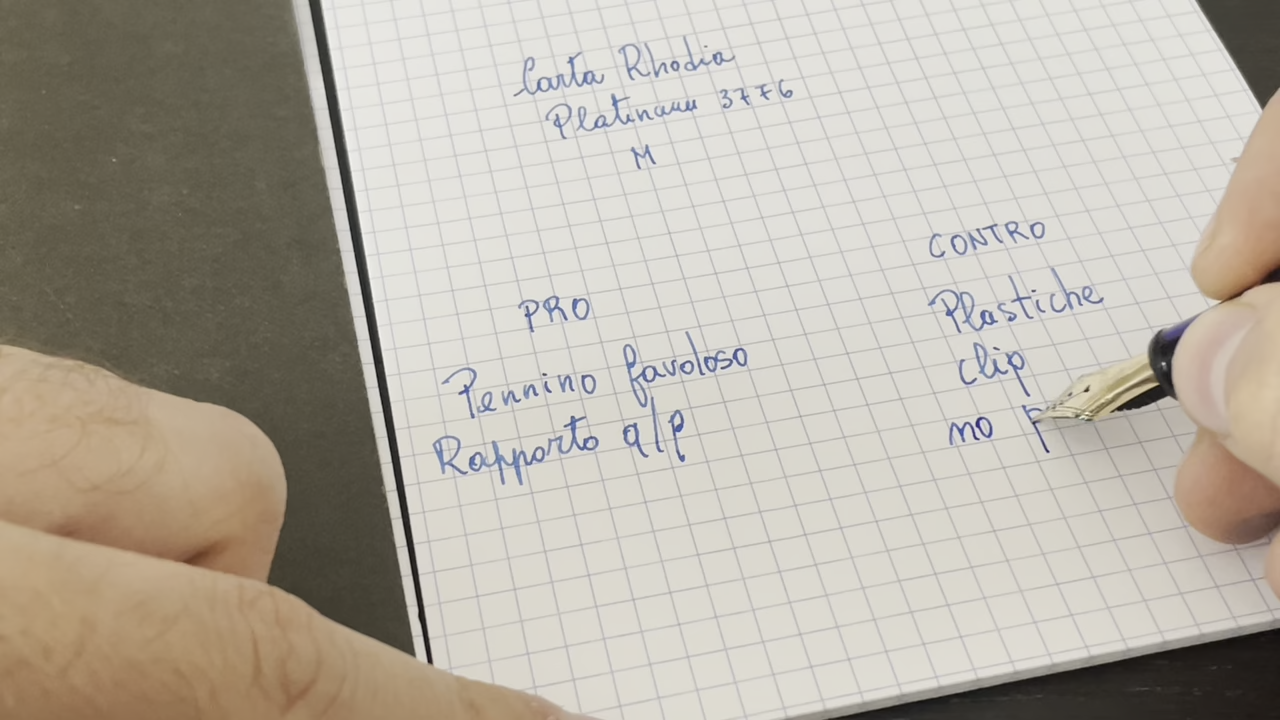 Carta Rhodia
Platinum 3776
M
PRO
Pennino favoloso
Rapporto q/p
CONTRO
Plastiche
clip
no P